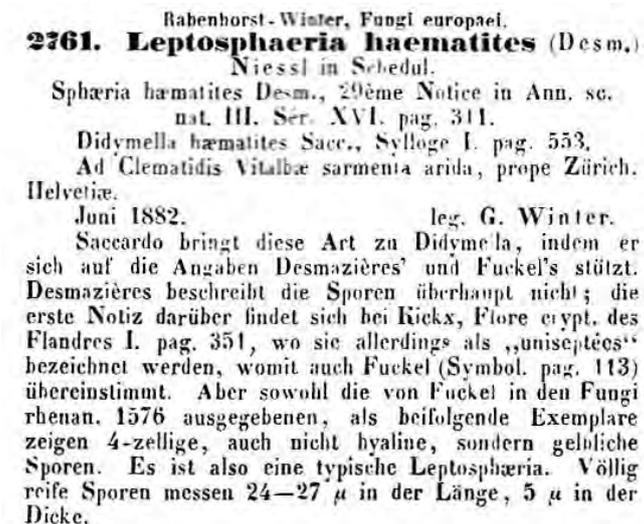 Rabenhorst-Winter, Fungi europaei.
2761. Leptosphaeria haematites (Desm.)
Niessl in Schedul.
Sphæria hæmatites Desm., 29ème Notice in Ann. sc.
nat. III. Sér. XVI. pag. 311.
Didymella hæmatites Sacc., Sylloge I. pag. 553.
Ad Clematidis Vitalbæ sarmenta arida, prope Zürich.
Helvetiæ.
Juni 1882. leg. G. Winter.
Saccardo bringt diese Art zu Didymella, indem er
sich auf die Angaben Desmazières' und Fuckel's stützt.
Desmazières beschreibt die Sporen überhaupt nicht; die
erste Notiz darüber findet sich bei Kickx, Flore crypt. des
Flandres I. pag. 351, wo sie allerdings als „uniseptées“
bezeichnet werden, womit auch Fuckel (Symbol. pag. 113)
übereinstimmt. Aber sowohl die von Fuckel in den Fungi
rhenan. 1576 ausgegebenen, als beifolgende Exemplare
zeigen 4-zellige, auch nicht hyaline, sondern gelbliche
Sporen. Es ist also eine typische Leptosphæria. Völlig
reife Sporen messen 24—27 µ in der Länge, 5 µ in der
Dicke.